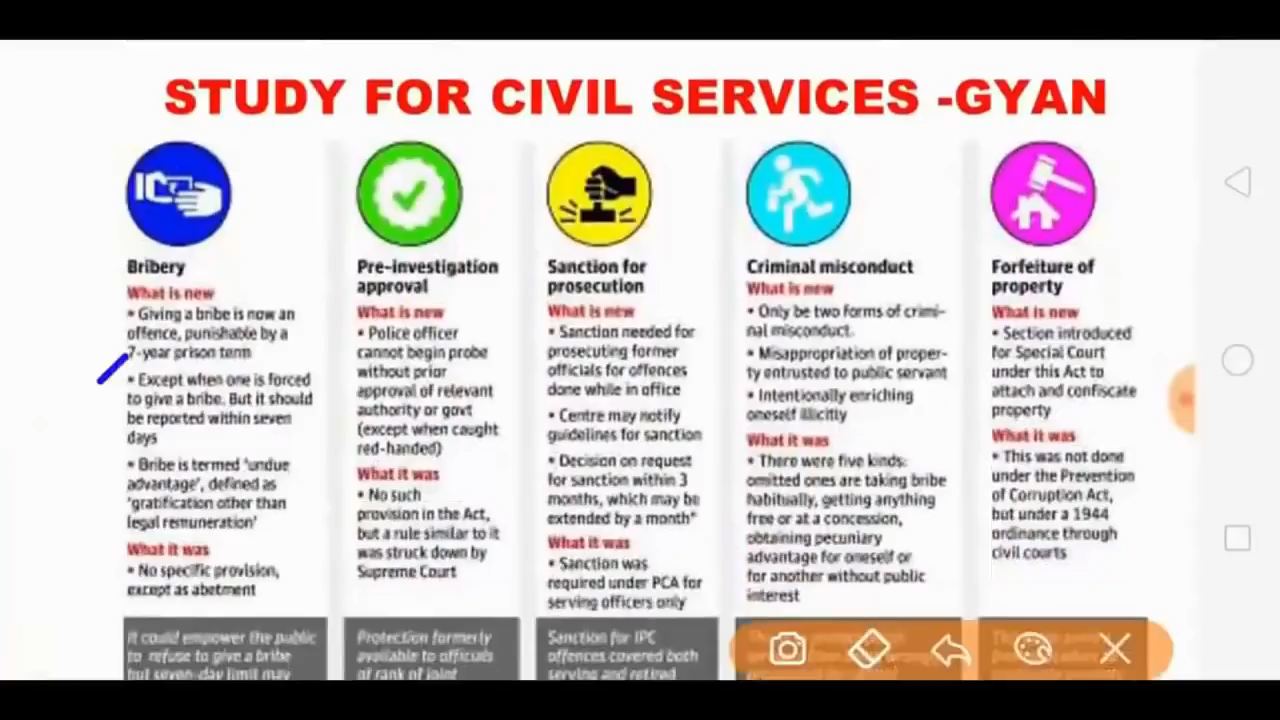 STUDY FOR CIVIL SERVICES -GYAN
Bribery
What is new
• Giving a bribe is now an
offence, punishable by a
7-year prison term
• Except when one is forced
to give a bribe. But it should
be reported within seven
days
• Bribe is termed 'undue
advantage', defined as
'gratification other than
legal remuneration'
What it was
• No specific provision,
except as abetment
It could empower the public
to refuse to give a bribe
but seven-day limit may
Pre-investigation
approval
What is new
• Police officer
cannot begin probe
without prior
approval of relevant
authority or govt
(except when caught
red-handed)
What it was
• No such
provision in the Act,
but a rule similar to it
was struck down by
Supreme Court
Protection formerly
available to officials
of rank of joint
Sanction for
prosecution
What is new
• Sanction needed for
prosecuting former
officials for offences
done while in office
• Centre may notify
guidelines for sanction
• Decision on request
for sanction within 3
months, which may be
extended by a month*
What it was
• Sanction was
required under PCA for
serving officers only
Sanction for IPC
offences covered both
serving and retired
Criminal misconduct
What is new
• Only be two forms of crimi-
nal misconduct.
• Misappropriation of proper-
ty entrusted to public servant
• Intentionally enriching
oneself illicitly
What it was
• There were five kinds:
omitted ones are taking bribe
habitually, getting anything
free or at a concession,
obtaining pecuniary
advantage for oneself or
for another without public
interest
Forfeiture of
property
What is new
• Section introduced
for Special Court
under this Act to
attach and confiscate
property
What it was
• This was not done
under the Prevention
of Corruption Act,
but under a 1944
ordinance through
civil courts